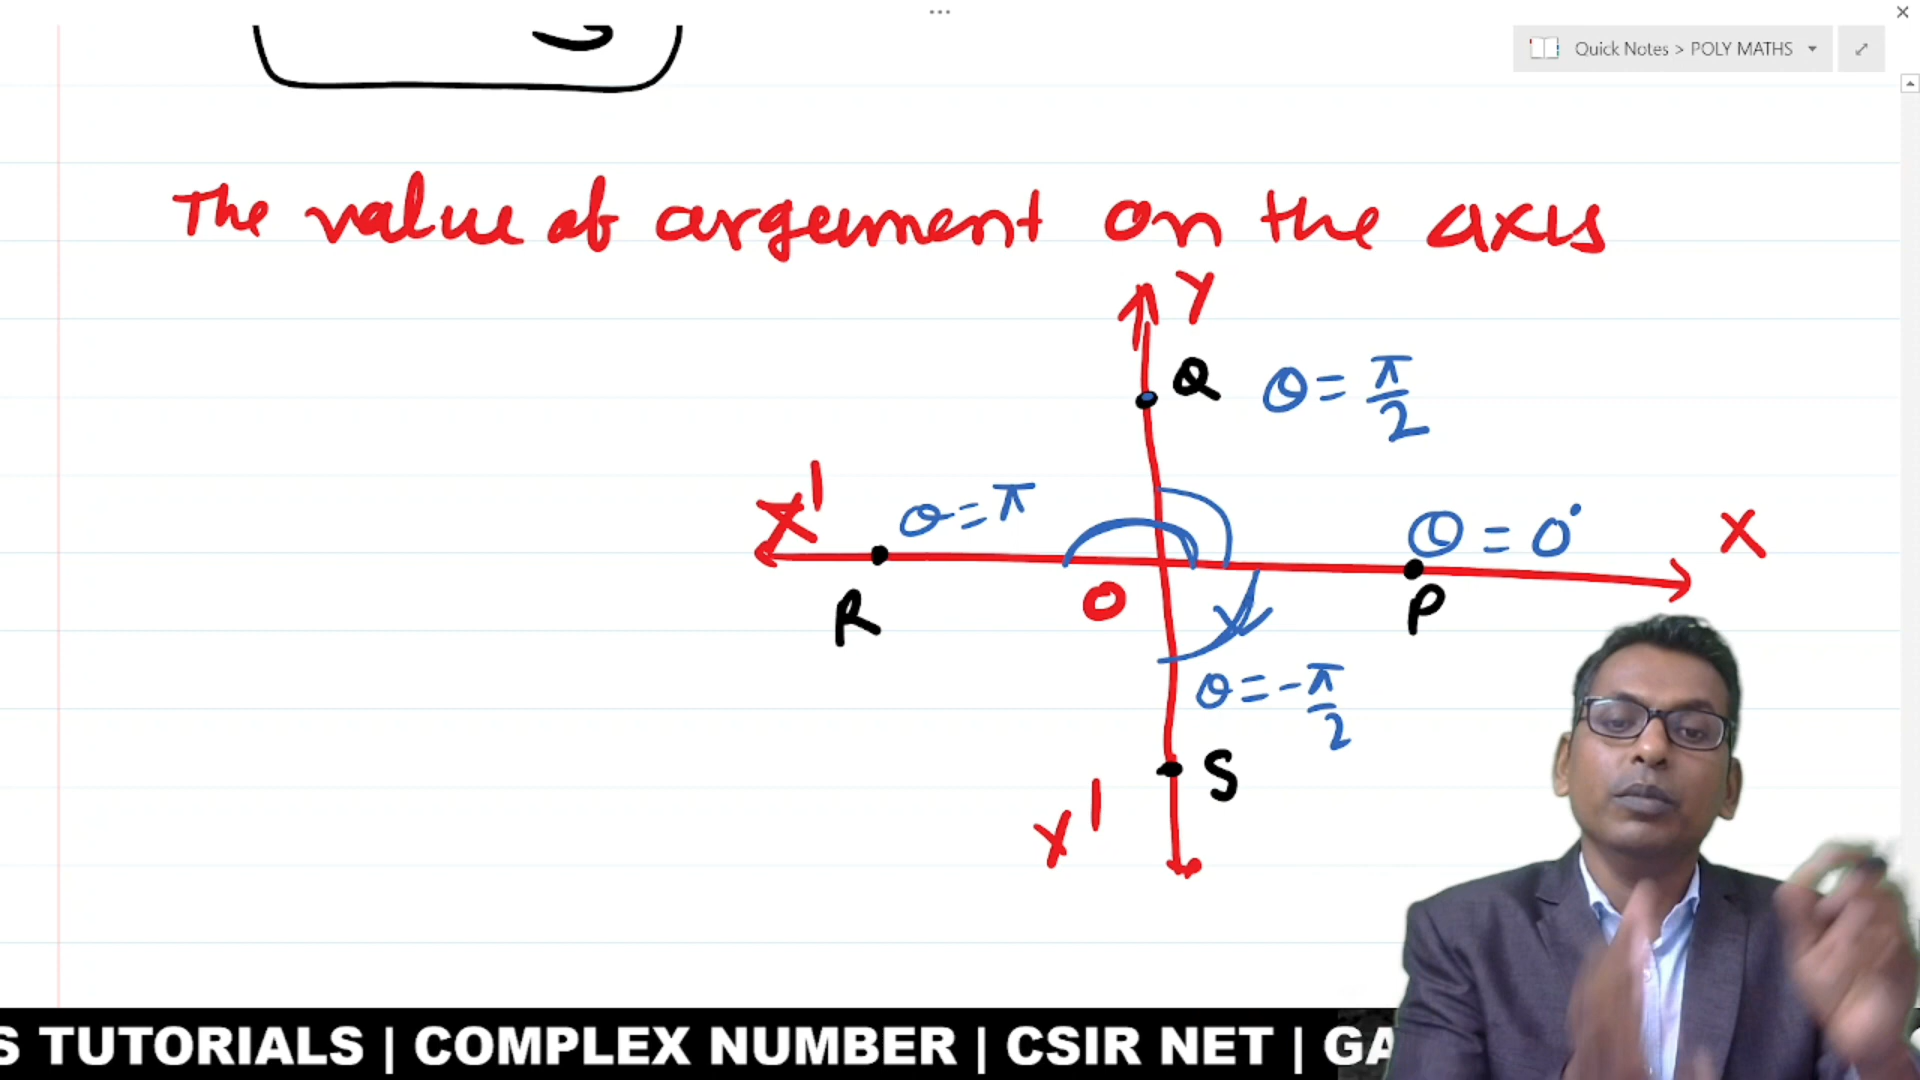 Quick Notes > POLY MATHS
The value of argument on the axis
Y
Q θ = π/2
X' θ = π θ = 0° X
R O P
θ = -π/2
S
Y'
S TUTORIALS | COMPLEX NUMBER | CSIR NET | GA